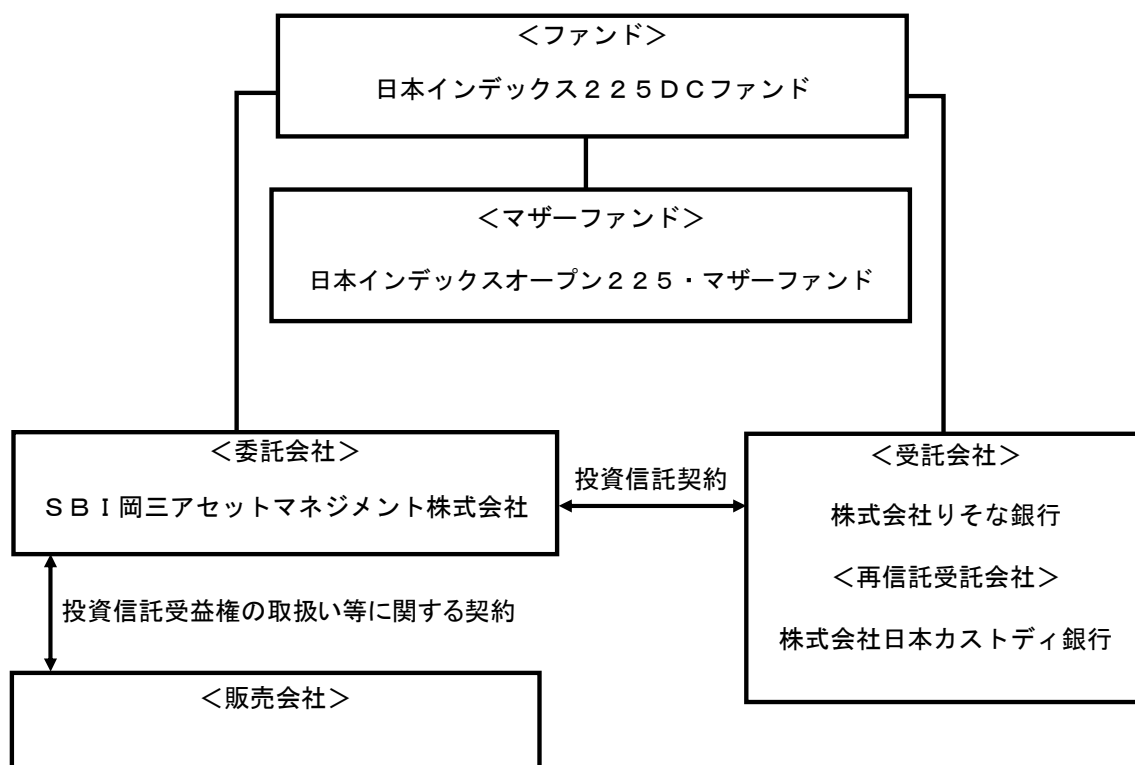 ＜ファンド＞
日本インデックス２２５ＤＣファンド
＜マザーファンド＞
日本インデックスオープン２２５・マザーファンド
＜委託会社＞
ＳＢＩ岡三アセットマネジメント株式会社
投資信託契約
＜受託会社＞
株式会社りそな銀行
＜再信託受託会社＞
株式会社日本カストディ銀行
投資信託受益権の取扱い等に関する契約
＜販売会社＞